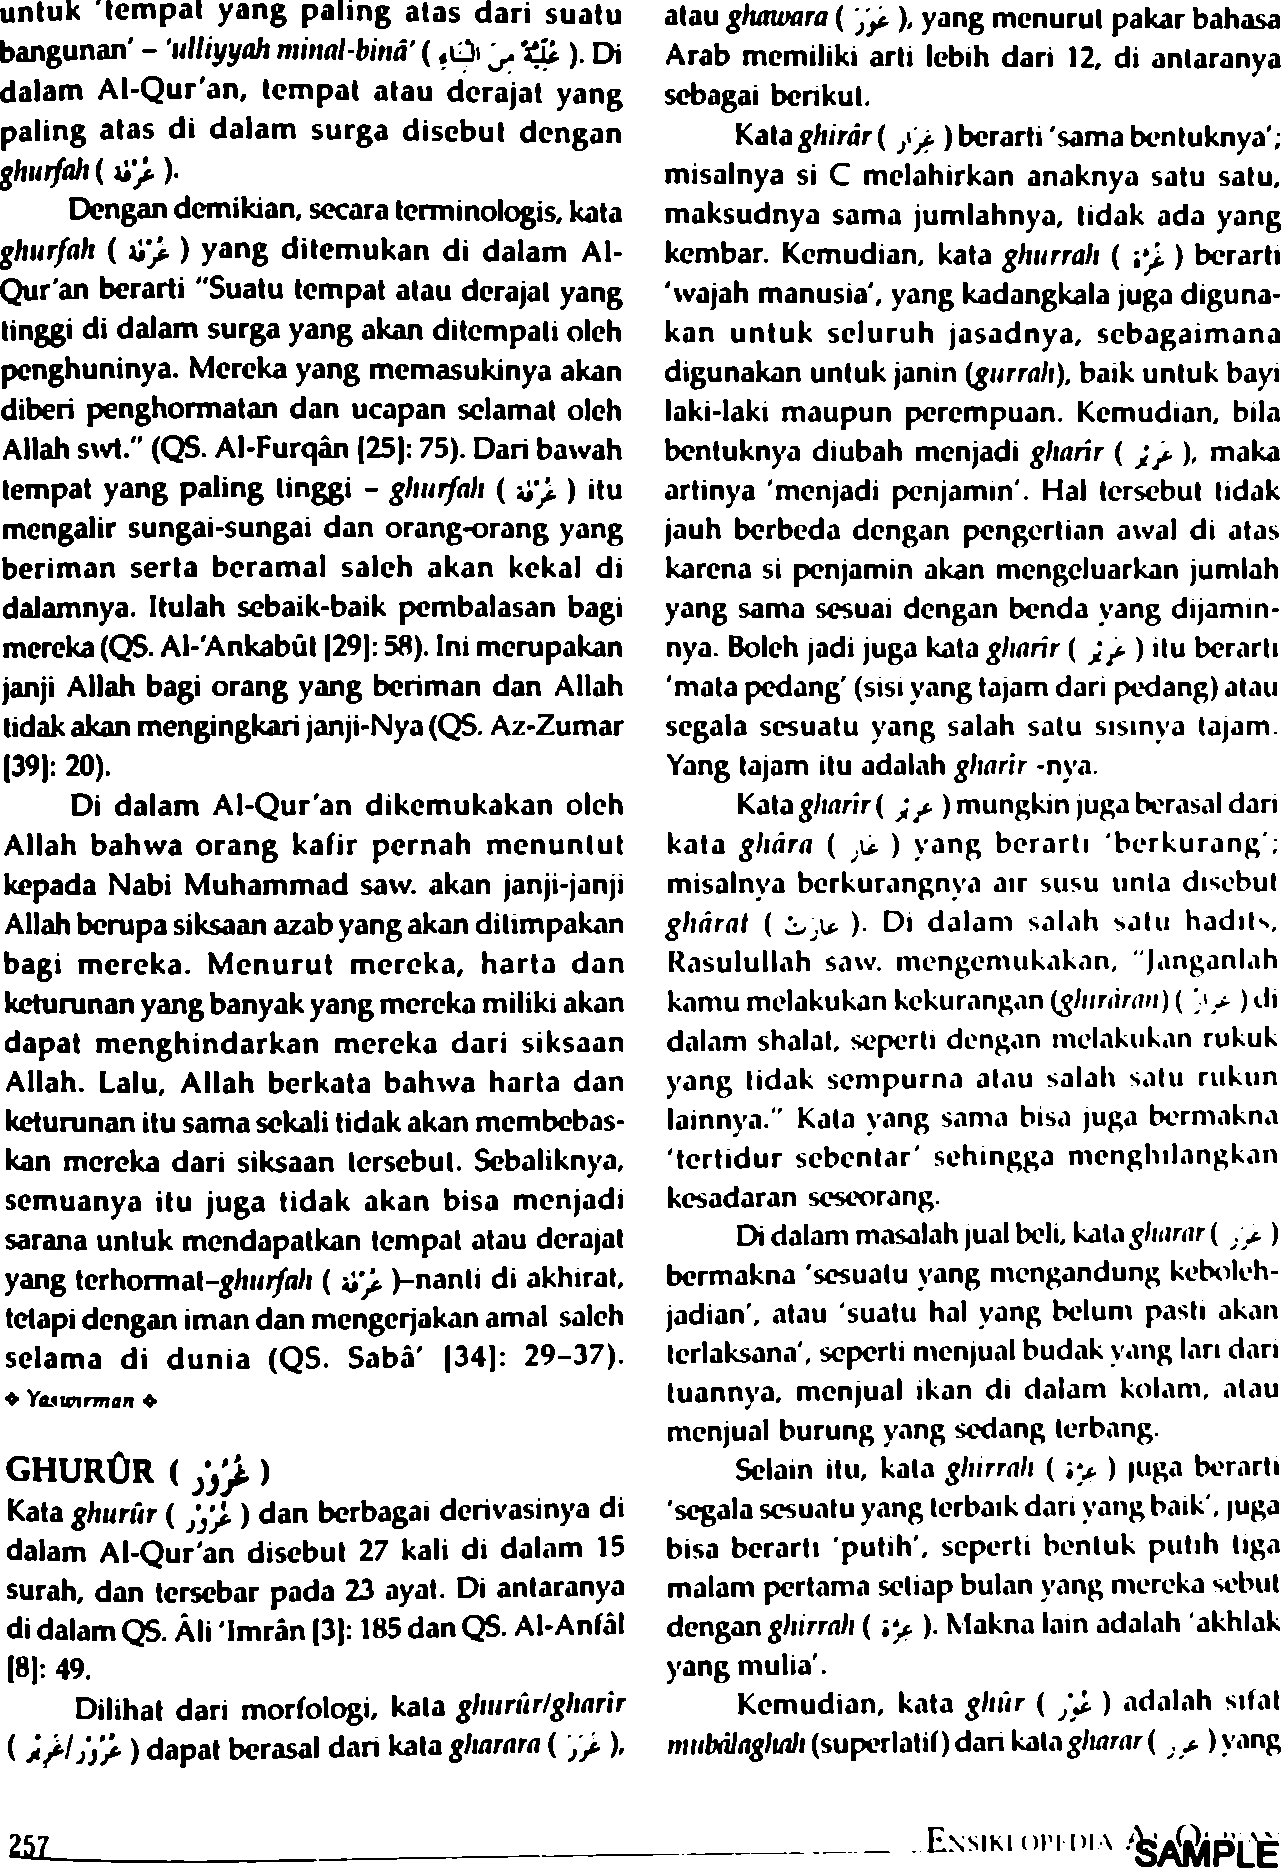 untuk 'tempat yang paling atas dari suatu
bangunan' – 'ulliyyah minal-binâ' ( عُلِّيَّةٌ مِنَ الْبِنَاءِ ). Di
dalam Al-Qur'an, tempat atau derajat yang
paling atas di dalam surga disebut dengan
ghurfah ( غُرْفَة ).
Dengan demikian, secara terminologis, kata
ghurfah ( غُرْفَة ) yang ditemukan di dalam Al-
Qur'an berarti "Suatu tempat atau derajat yang
tinggi di dalam surga yang akan ditempati oleh
penghuninya. Mereka yang memasukinya akan
diberi penghormatan dan ucapan selamat oleh
Allah swt." (QS. Al-Furqân [25]: 75). Dari bawah
tempat yang paling tinggi – ghurfah ( غُرْفَة ) itu
mengalir sungai-sungai dan orang-orang yang
beriman serta beramal saleh akan kekal di
dalamnya. Itulah sebaik-baik pembalasan bagi
mereka (QS. Al-'Ankabût [29]: 58). Ini merupakan
janji Allah bagi orang yang beriman dan Allah
tidak akan mengingkari janji-Nya (QS. Az-Zumar
[39]: 20).
Di dalam Al-Qur'an dikemukakan oleh
Allah bahwa orang kafir pernah menuntut
kepada Nabi Muhammad saw. akan janji-janji
Allah berupa siksaan azab yang akan ditimpakan
bagi mereka. Menurut mereka, harta dan
keturunan yang banyak yang mereka miliki akan
dapat menghindarkan mereka dari siksaan
Allah. Lalu, Allah berkata bahwa harta dan
keturunan itu sama sekali tidak akan membebas-
kan mereka dari siksaan tersebut. Sebaliknya,
semuanya itu juga tidak akan bisa menjadi
sarana untuk mendapatkan tempat atau derajat
yang terhormat–ghurfah ( غُرْفَة )–nanti di akhirat,
tetapi dengan iman dan mengerjakan amal saleh
selama di dunia (QS. Sabâ' [34]: 29–37).
❖ Yaswirman ❖
GHURÛR ( غُرُوْر )
Kata ghurûr ( غُرُوْر ) dan berbagai derivasinya di
dalam Al-Qur'an disebut 27 kali di dalam 15
surah, dan tersebar pada 23 ayat. Di antaranya
di dalam QS. Âli 'Imrân [3]: 185 dan QS. Al-Anfâl
[8]: 49.
Dilihat dari morfologi, kata ghurûr/gharîr
( غُرُوْر/غَرِيْر ) dapat berasal dari kata gharara ( غَرَرَ ),
atau ghawara ( غَوَرَ ), yang menurut pakar bahasa
Arab memiliki arti lebih dari 12, di antaranya
sebagai berikut.
Kata ghirâr ( غِرَار ) berarti 'sama bentuknya';
misalnya si C melahirkan anaknya satu satu,
maksudnya sama jumlahnya, tidak ada yang
kembar. Kemudian, kata ghurrah ( غُرَّة ) berarti
'wajah manusia', yang kadangkala juga diguna-
kan untuk seluruh jasadnya, sebagaimana
digunakan untuk janin (gurrah), baik untuk bayi
laki-laki maupun perempuan. Kemudian, bila
bentuknya diubah menjadi gharîr ( غَرِيْر ), maka
artinya 'menjadi penjamin'. Hal tersebut tidak
jauh berbeda dengan pengertian awal di atas
karena si penjamin akan mengeluarkan jumlah
yang sama sesuai dengan benda yang dijamin-
nya. Boleh jadi juga kata gharîr ( غَرِيْر ) itu berarti
'mata pedang' (sisi yang tajam dari pedang) atau
segala sesuatu yang salah satu sisinya tajam.
Yang tajam itu adalah gharîr -nya.
Kata gharîr ( غَرِيْر ) mungkin juga berasal dari
kata ghâra ( غَار ) yang berarti 'berkurang';
misalnya berkurangnya air susu unta disebut
ghârat ( غَارَتْ ). Di dalam salah satu hadits,
Rasulullah saw. mengemukakan, "Janganlah
kamu melakukan kekurangan (ghirâran) ( غِرَارًا ) di
dalam shalat, seperti dengan melakukan rukuk
yang tidak sempurna atau salah satu rukun
lainnya." Kata yang sama bisa juga bermakna
'tertidur sebentar' sehingga menghilangkan
kesadaran seseorang.
Di dalam masalah jual beli, kata gharar ( غَرَر )
bermakna 'sesuatu yang mengandung keboleh-
jadian', atau 'suatu hal yang belum pasti akan
terlaksana', seperti menjual budak yang lari dari
tuannya, menjual ikan di dalam kolam, atau
menjual burung yang sedang terbang.
Selain itu, kata ghirrah ( غِرَّة ) juga berarti
'segala sesuatu yang terbaik dari yang baik', juga
bisa berarti 'putih', seperti bentuk putih tiga
malam pertama setiap bulan yang mereka sebut
dengan ghirrah ( غِرَّة ). Makna lain adalah 'akhlak
yang mulia'.
Kemudian, kata ghûr ( غُوْر ) adalah sifat
mubâlaghah (superlatif) dari kata gharar ( غَرَر ) yang
257
ENSIKLOPEDIA AL-QUR'AN
SAMPLE